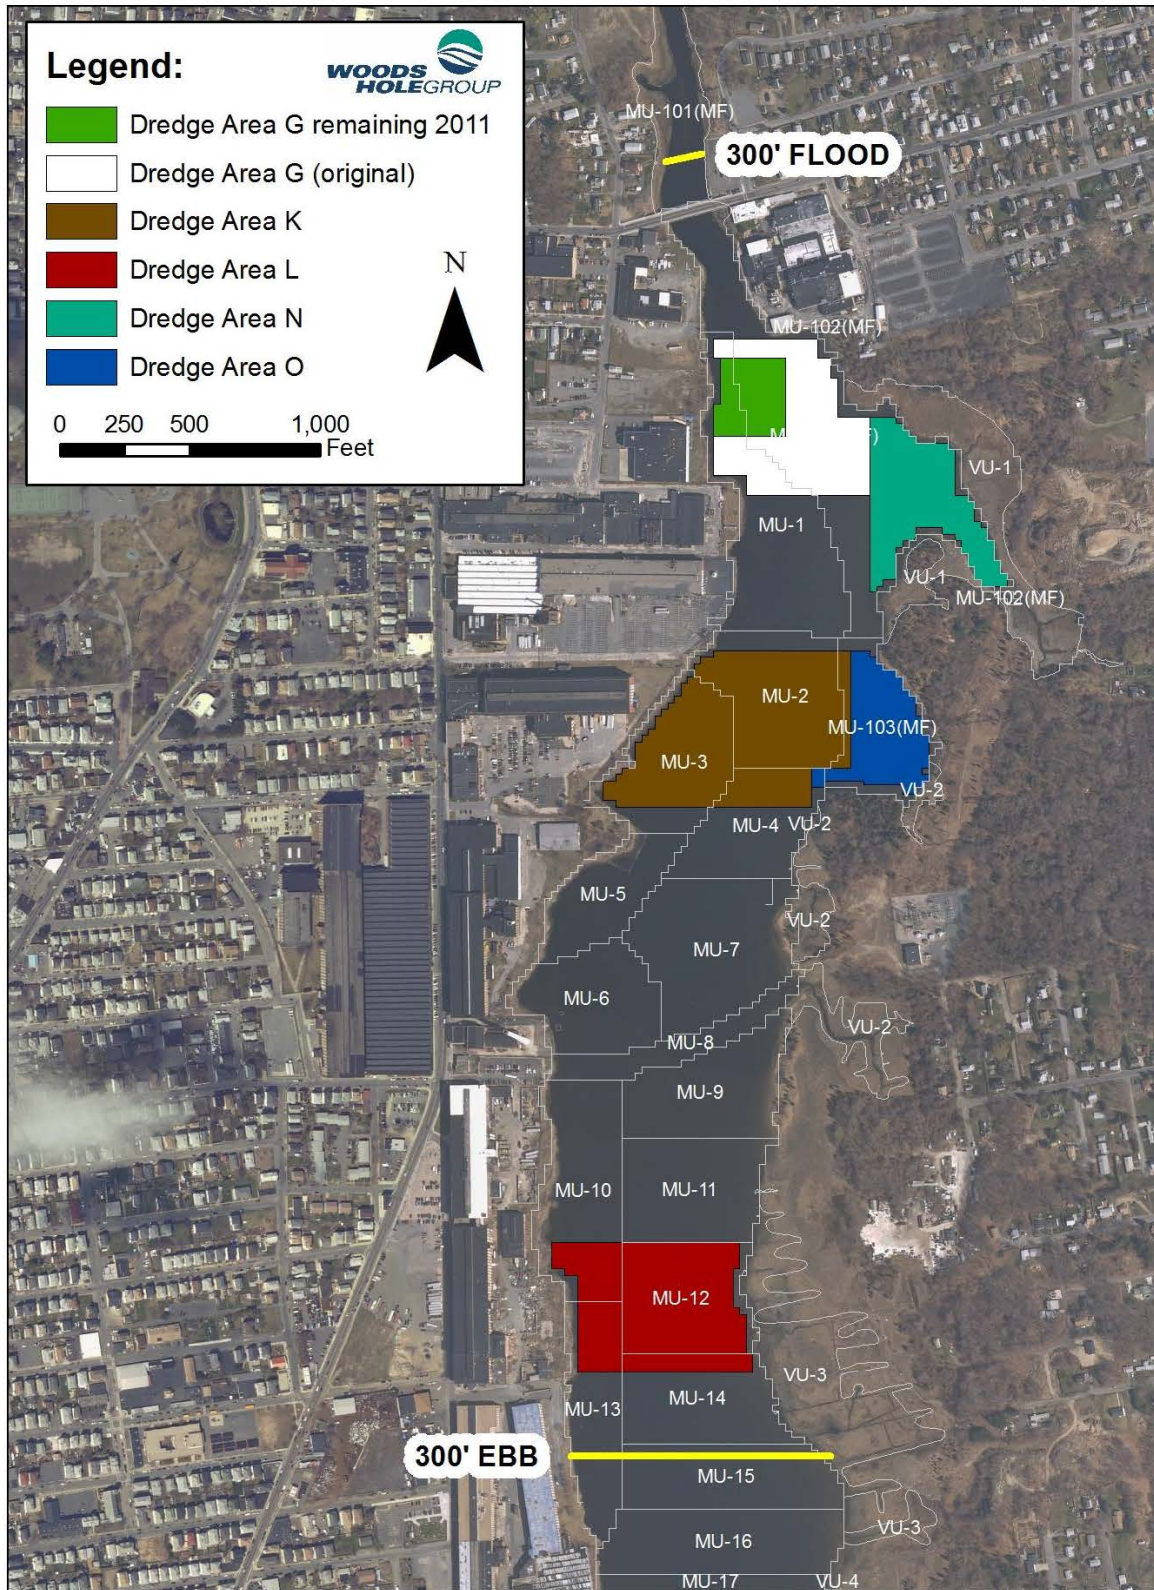 Legend:
WOODS
HOLEGROUP
Dredge Area G remaining 2011
Dredge Area G (original)
Dredge Area K
Dredge Area L
Dredge Area N
Dredge Area O
N
0 250 500 1,000
Feet
MU-101(MF)
300' FLOOD
MU-102(MF)
VU-1
MU-1
VU-1
MU-102(MF)
MU-2
MU-103(MF)
MU-3
VU-2
MU-4
VU-2
MU-5
VU-2
MU-7
MU-6
VU-2
MU-8
MU-9
MU-10
MU-11
MU-12
VU-3
MU-14
MU-13
300' EBB
MU-15
VU-3
MU-16
MU-17
VU-4